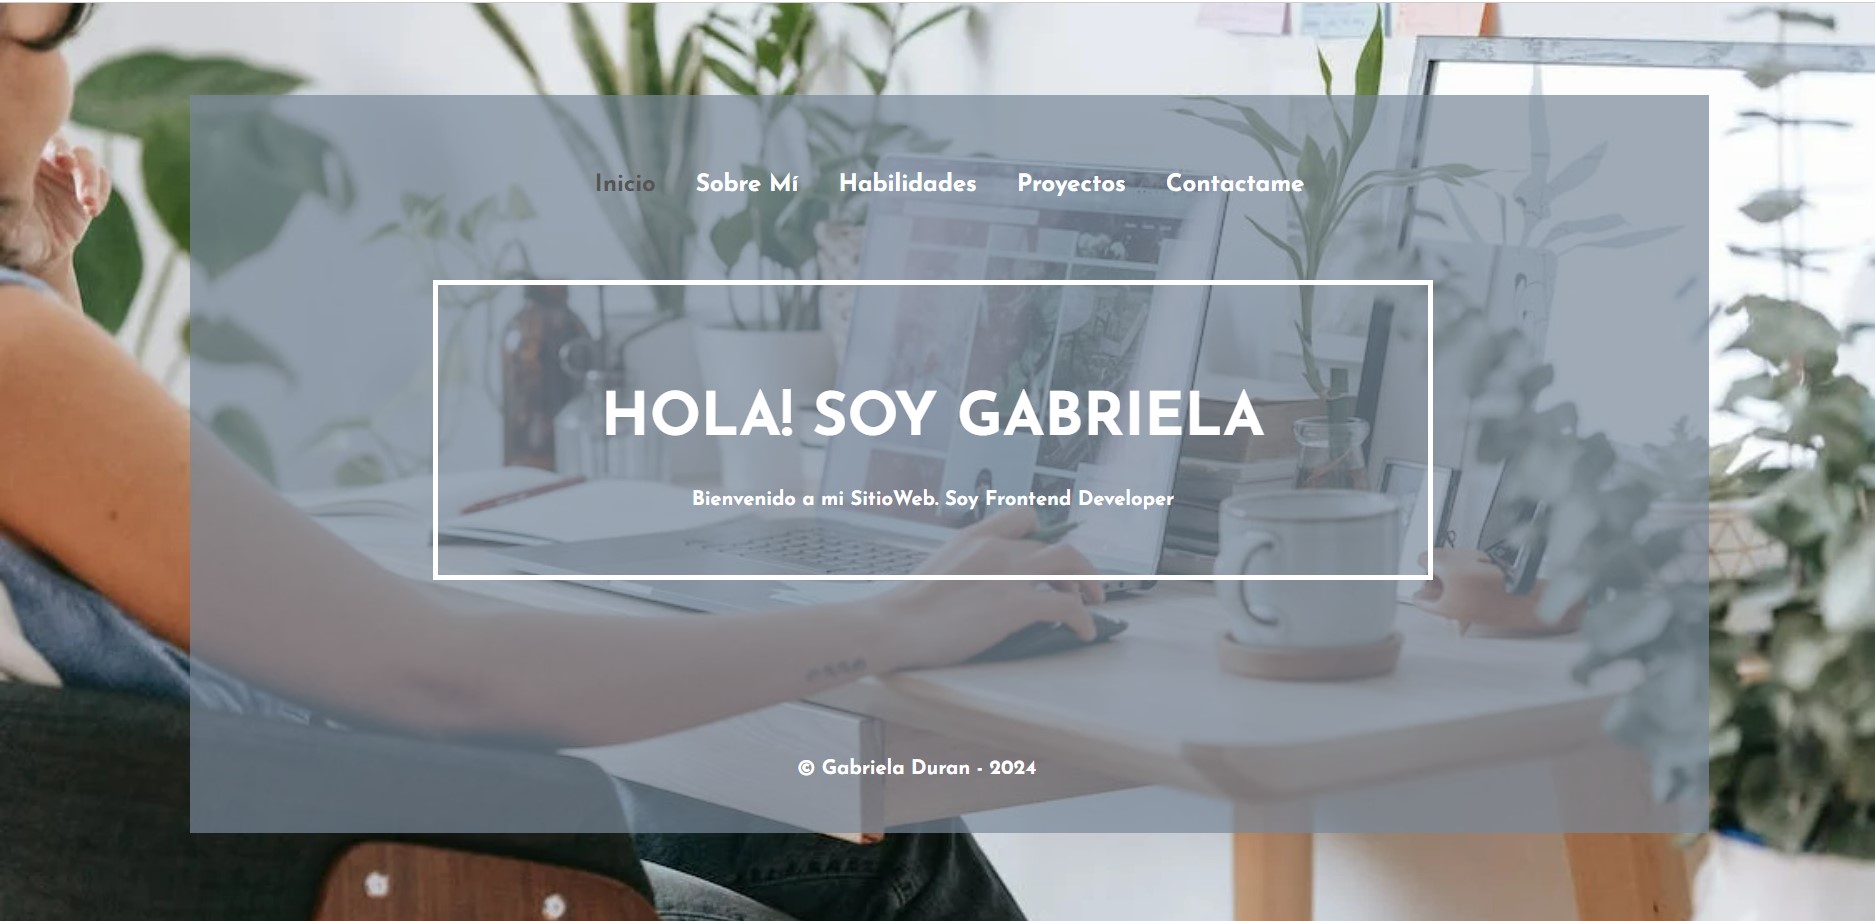 Inicio Sobre Mí Habilidades Proyectos Contactame
HOLA! SOY GABRIELA
Bienvenido a mi SitioWeb. Soy Frontend Developer
© Gabriela Duran - 2024